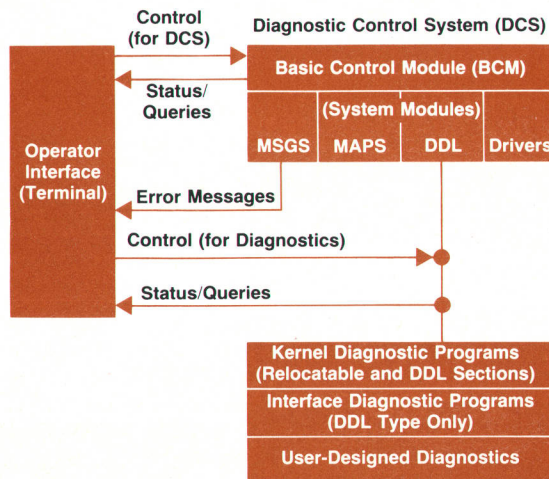 Control
(for DCS)
Diagnostic Control System (DCS)
Basic Control Module (BCM)
Status/
Queries
(System Modules)
MSGS
MAPS
DDL
Drivers
Operator
Interface
(Terminal)
Error Messages
Control (for Diagnostics)
Status/Queries
Kernel Diagnostic Programs
(Relocatable and DDL Sections)
Interface Diagnostic Programs
(DDL Type Only)
User-Designed Diagnostics